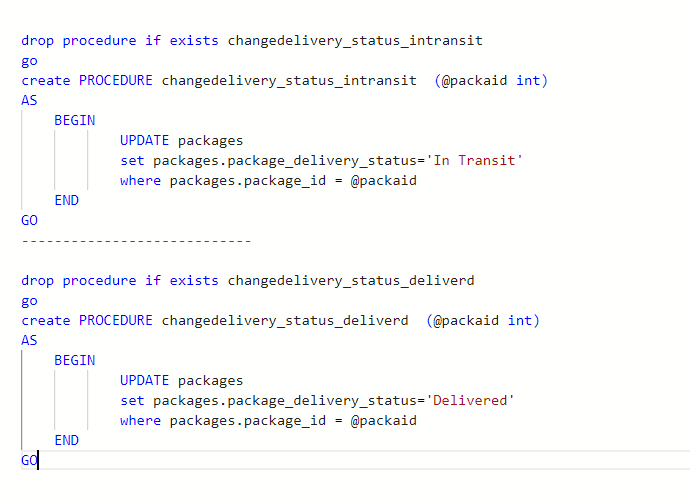 drop procedure if exists changedelivery_status_intransit
go
create PROCEDURE changedelivery_status_intransit  (@packaid int)
AS
    BEGIN
            UPDATE packages
            set packages.package_delivery_status='In Transit'
            where packages.package_id = @packaid
    END
GO
----------------------------
drop procedure if exists changedelivery_status_deliverd
go
create PROCEDURE changedelivery_status_deliverd  (@packaid int)
AS
    BEGIN
            UPDATE packages
            set packages.package_delivery_status='Delivered'
            where packages.package_id = @packaid
    END
GO